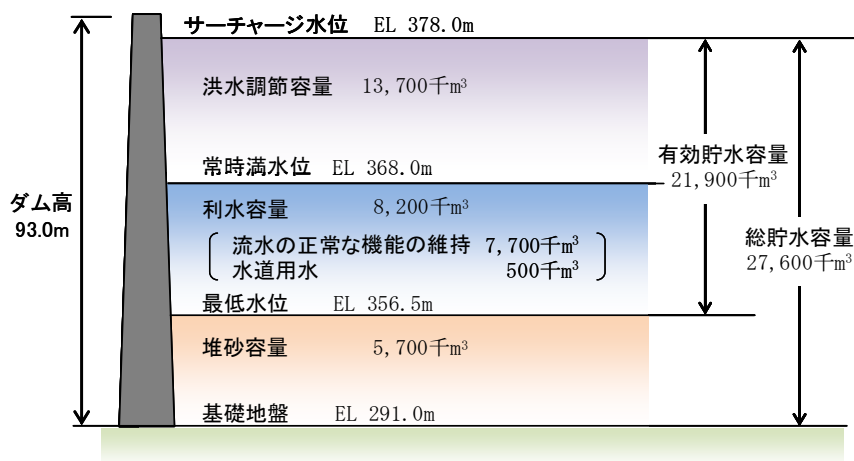 サーチャージ水位 EL 378.0m
洪水調節容量 13,700千m³
常時満水位 EL 368.0m
有効貯水容量
21,900千m³
ダム高
93.0m
利水容量 8,200千m³
流水の正常な機能の維持 7,700千m³
水道用水 500千m³
総貯水容量
27,600千m³
最低水位 EL 356.5m
堆砂容量 5,700千m³
基礎地盤 EL 291.0m